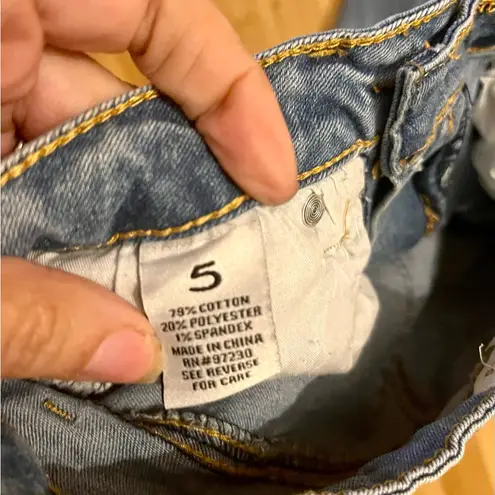 5
79% COTTON
20% POLYESTER
1% SPANDEX
MADE IN CHINA
RN#97230
SEE REVERSE
FOR CARE